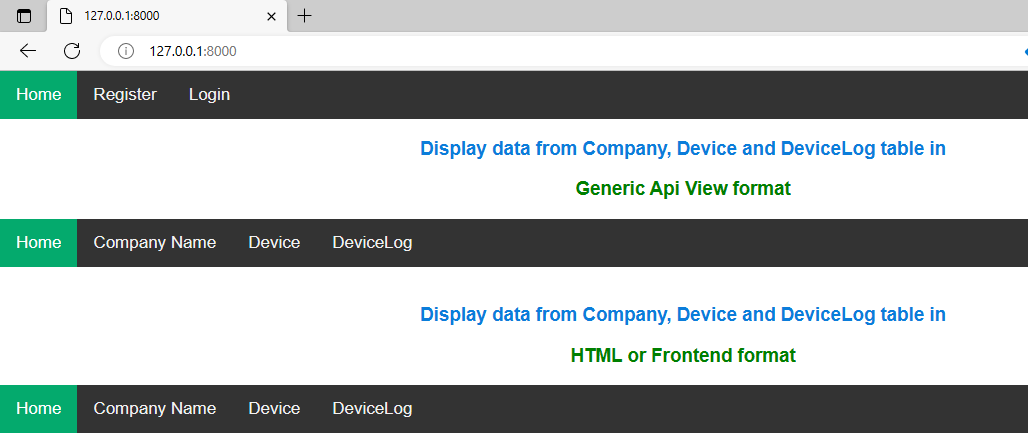 127.0.0.1:8000
127.0.0.1:8000
Home Register Login
Display data from Company, Device and DeviceLog table in
Generic Api View format
Home Company Name Device DeviceLog
Display data from Company, Device and DeviceLog table in
HTML or Frontend format
Home Company Name Device DeviceLog